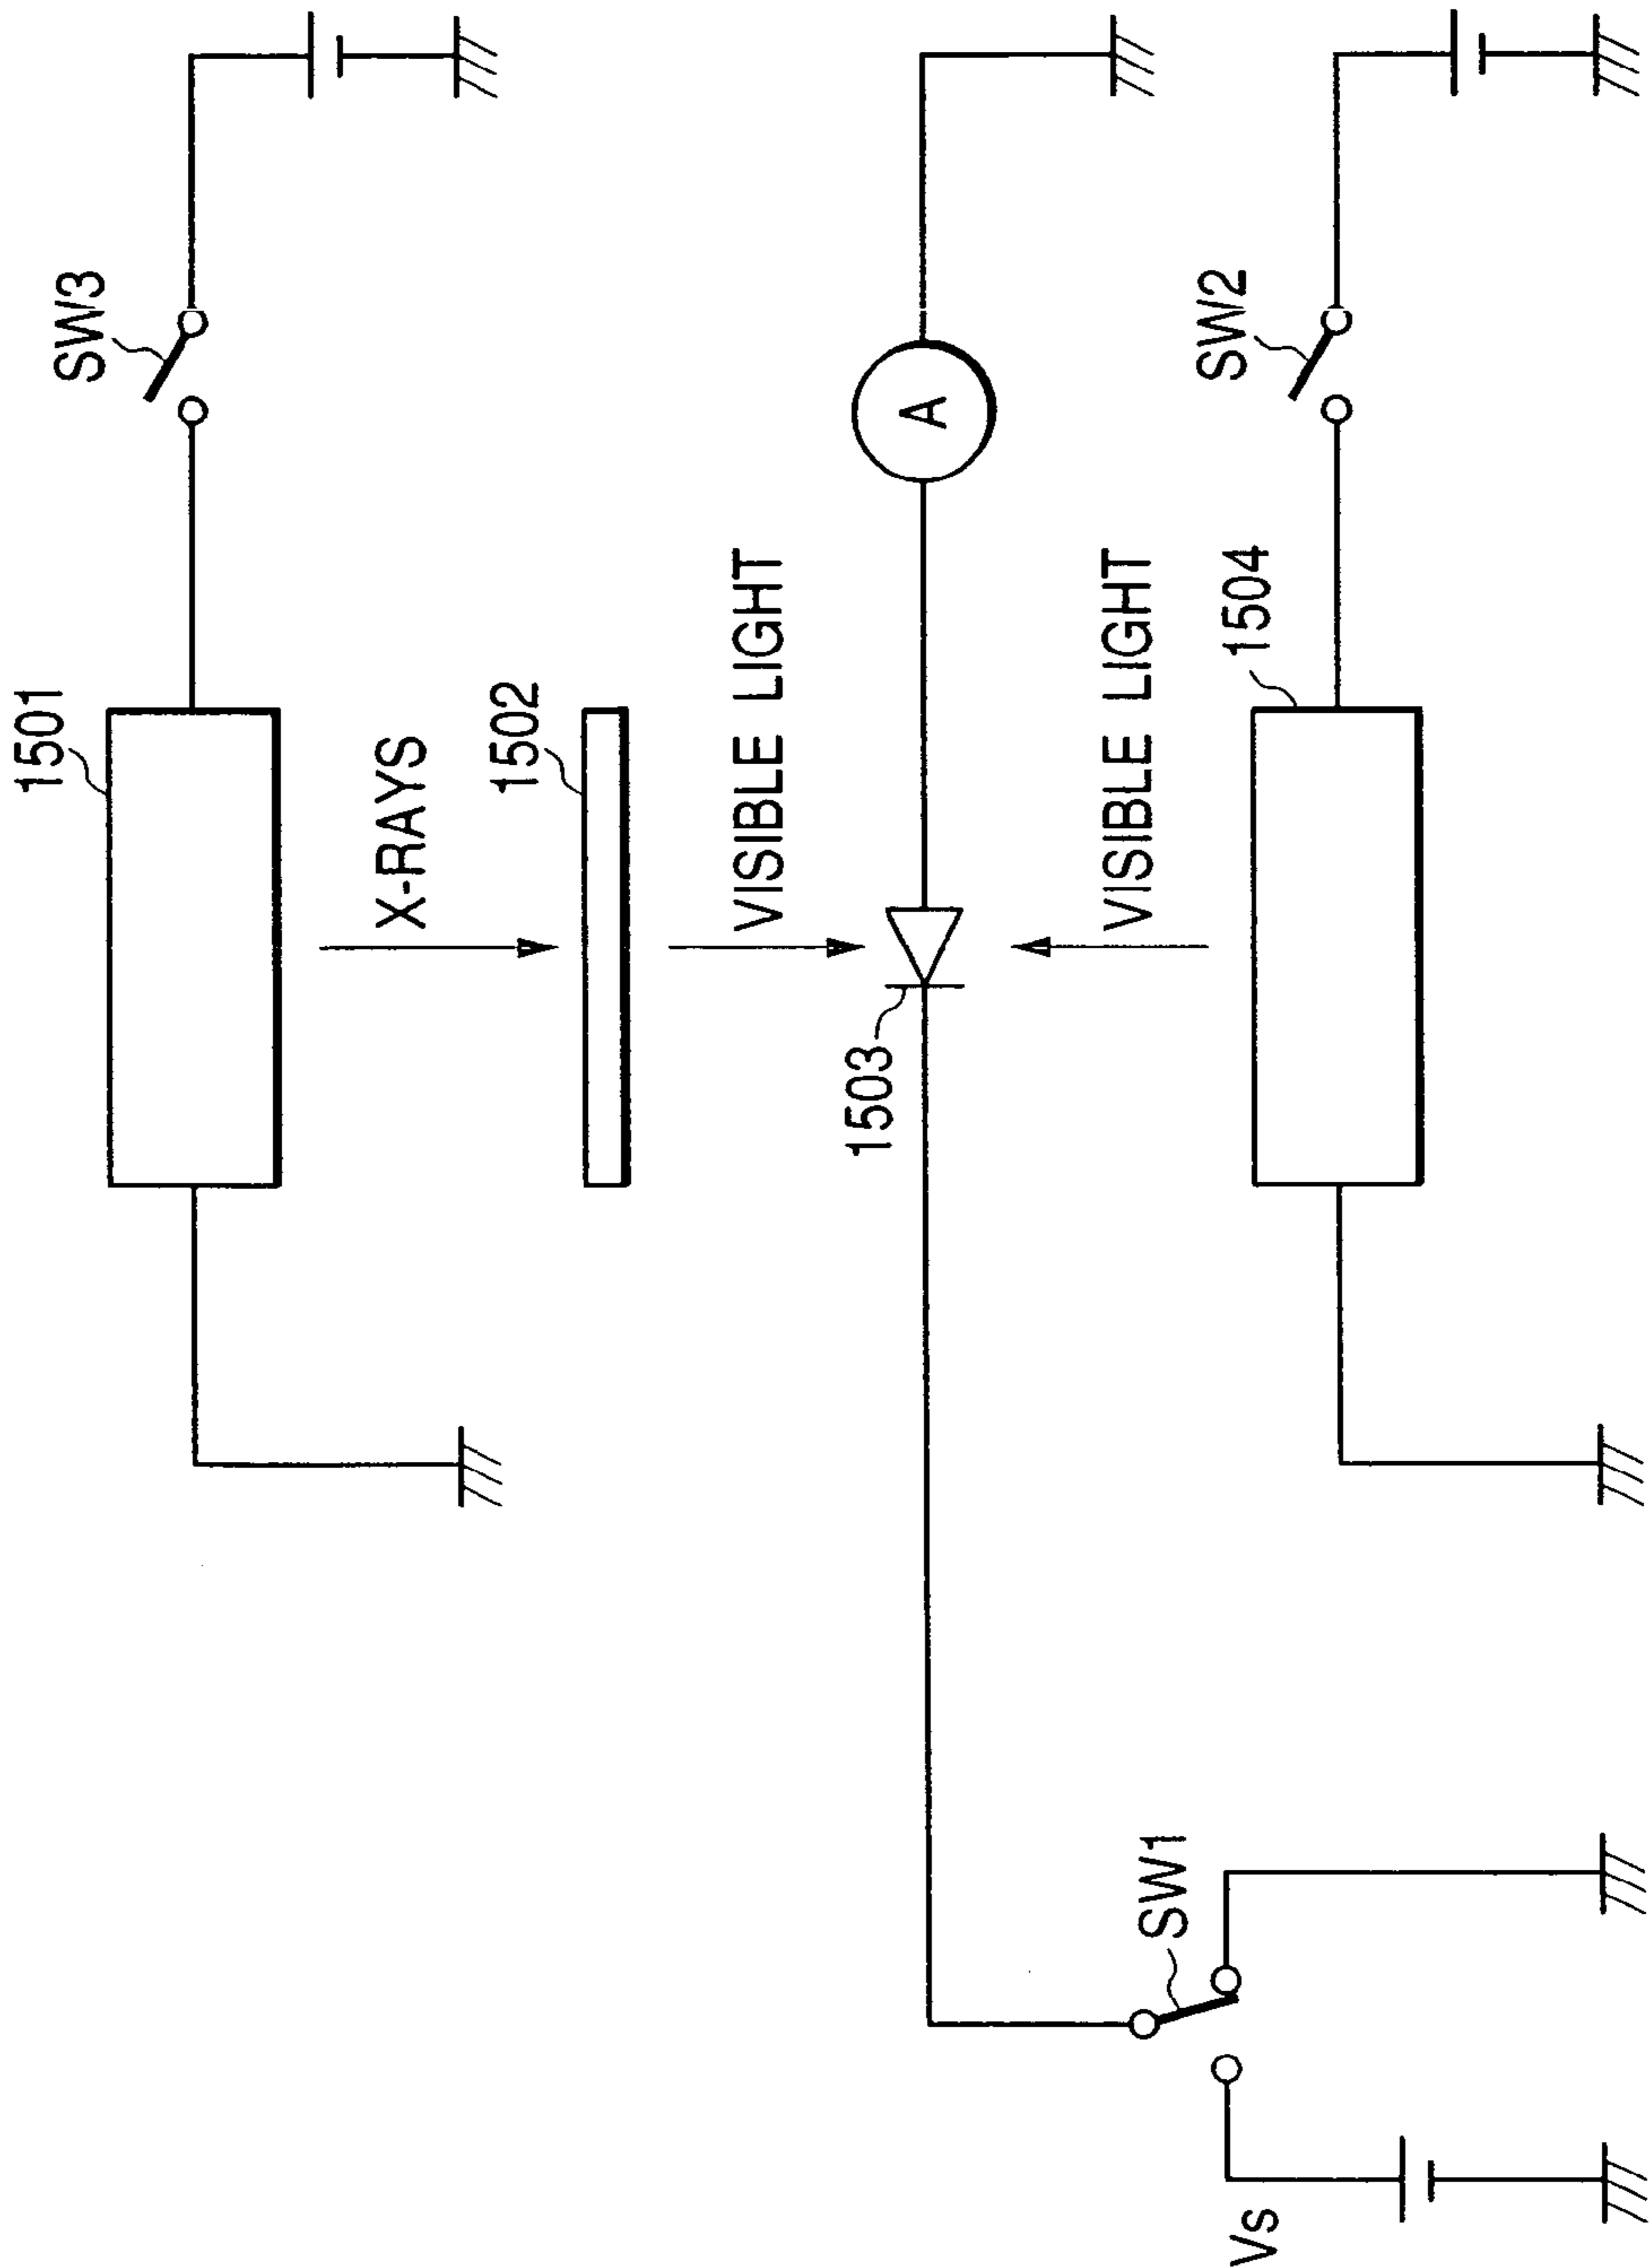 1501
SW3
X-RAYS
1502
VISIBLE LIGHT
A
1503
VISIBLE LIGHT
1504
SW2
SW1
Vs